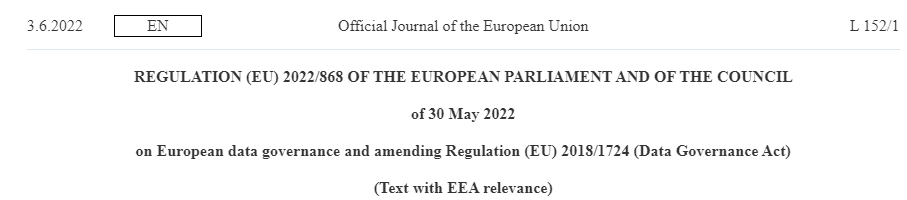 3.6.2022 EN Official Journal of the European Union L 152/1
REGULATION (EU) 2022/868 OF THE EUROPEAN PARLIAMENT AND OF THE COUNCIL
of 30 May 2022
on European data governance and amending Regulation (EU) 2018/1724 (Data Governance Act)
(Text with EEA relevance)